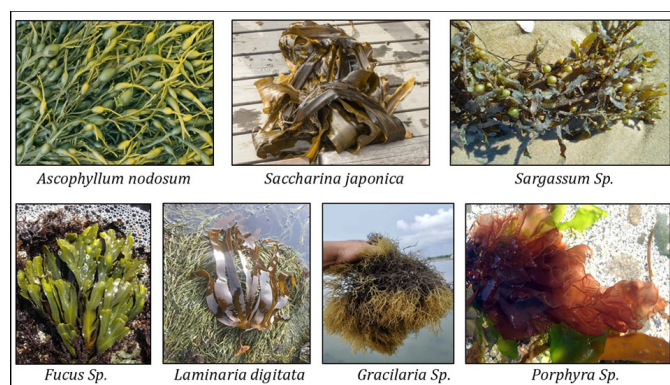 Ascophyllum nodosum
Saccharina japonica
Sargassum Sp.
Fucus Sp.
Laminaria digitata
Gracilaria Sp.
Porphyra Sp.